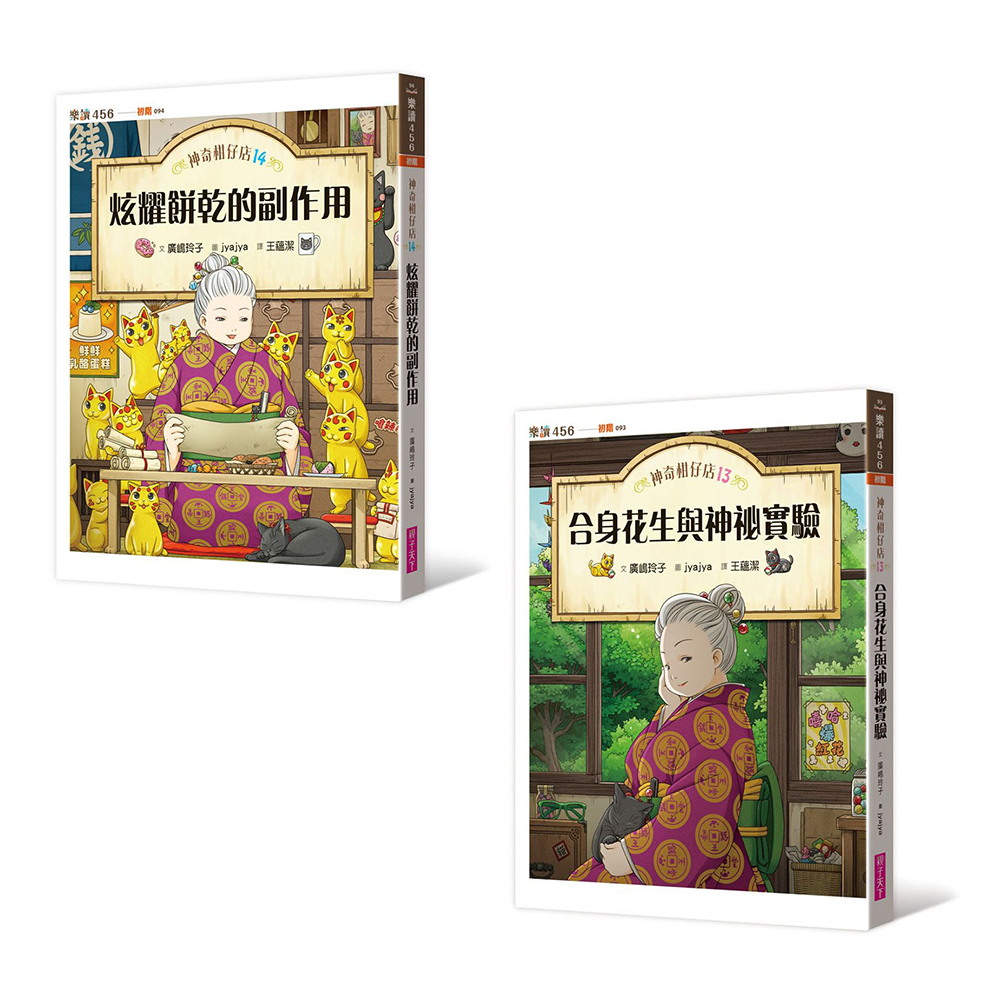 樂讀456 初階 094
錢
神奇柑仔店14
炫耀餅乾的副作用
文 廣嶋玲子 圖 jyajya 譯 王蘊潔
鮮鮮
乳酪蛋糕
94
樂讀456
初階
神奇柑仔店14
炫耀餅乾的副作用
文 廣嶋玲子 圖 jyajya
親子天下
樂讀456 初階 093
神奇柑仔店13
合身花生與神祕實驗
文 廣嶋玲子 圖 jyajya 譯 王蘊潔
嘻哈
爆
紅花
93
樂讀456
初階
神奇柑仔店13
合身花生與神祕實驗
文 廣嶋玲子 圖 jyajya
親子天下